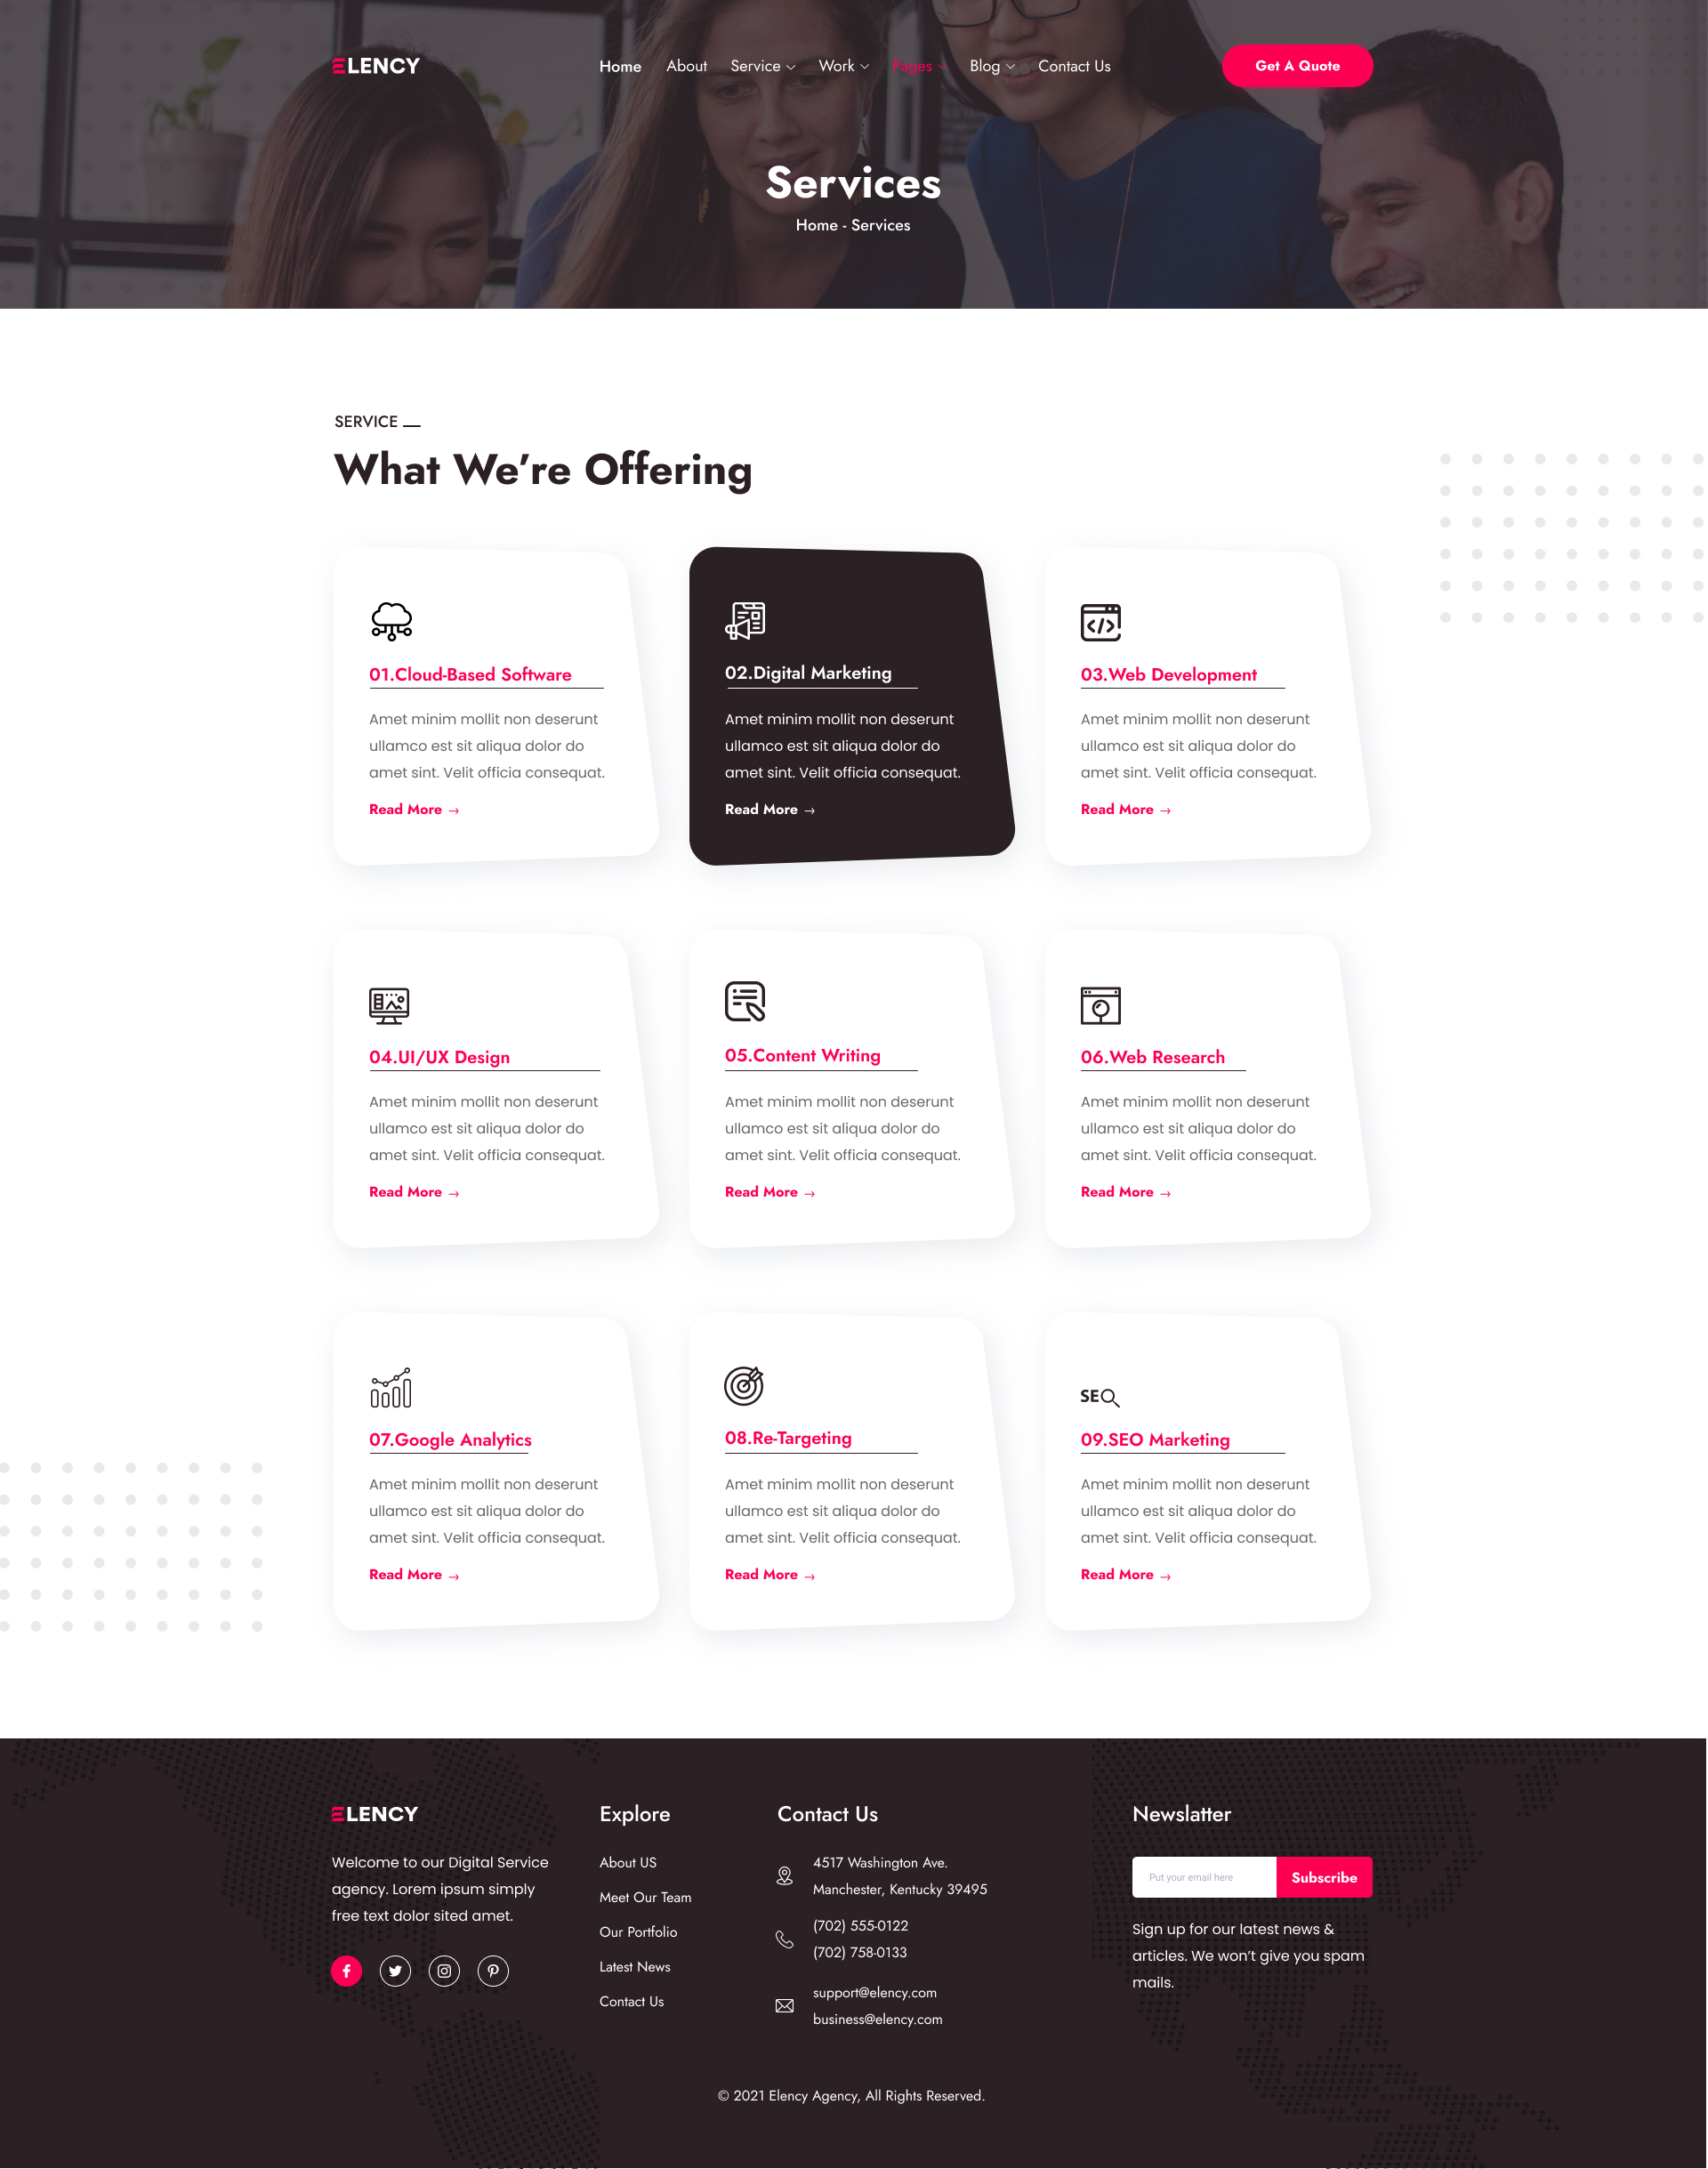 ELENCY
Home About Service Work Pages Blog Contact Us
Get A Quote
Services
Home - Services
SERVICE
What We're Offering
01.Cloud-Based Software
Amet minim mollit non deserunt
ullamco est sit aliqua dolor do
amet sint. Velit officia consequat.
Read More →
02.Digital Marketing
Amet minim mollit non deserunt
ullamco est sit aliqua dolor do
amet sint. Velit officia consequat.
Read More →
03.Web Development
Amet minim mollit non deserunt
ullamco est sit aliqua dolor do
amet sint. Velit officia consequat.
Read More →
04.UI/UX Design
Amet minim mollit non deserunt
ullamco est sit aliqua dolor do
amet sint. Velit officia consequat.
Read More →
05.Content Writing
Amet minim mollit non deserunt
ullamco est sit aliqua dolor do
amet sint. Velit officia consequat.
Read More →
06.Web Research
Amet minim mollit non deserunt
ullamco est sit aliqua dolor do
amet sint. Velit officia consequat.
Read More →
07.Google Analytics
Amet minim mollit non deserunt
ullamco est sit aliqua dolor do
amet sint. Velit officia consequat.
Read More →
08.Re-Targeting
Amet minim mollit non deserunt
ullamco est sit aliqua dolor do
amet sint. Velit officia consequat.
Read More →
SE
09.SEO Marketing
Amet minim mollit non deserunt
ullamco est sit aliqua dolor do
amet sint. Velit officia consequat.
Read More →
ELENCY
Welcome to our Digital Service
agency. Lorem ipsum simply
free text dolor sited amet.
Explore
About US
Meet Our Team
Our Portfolio
Latest News
Contact Us
Contact Us
4517 Washington Ave.
Manchester, Kentucky 39495
(702) 555-0122
(702) 758-0133
support@elency.com
business@elency.com
Newslatter
Put your email here
Subscribe
Sign up for our latest news &
articles. We won't give you spam
mails.
© 2021 Elency Agency, All Rights Reserved.